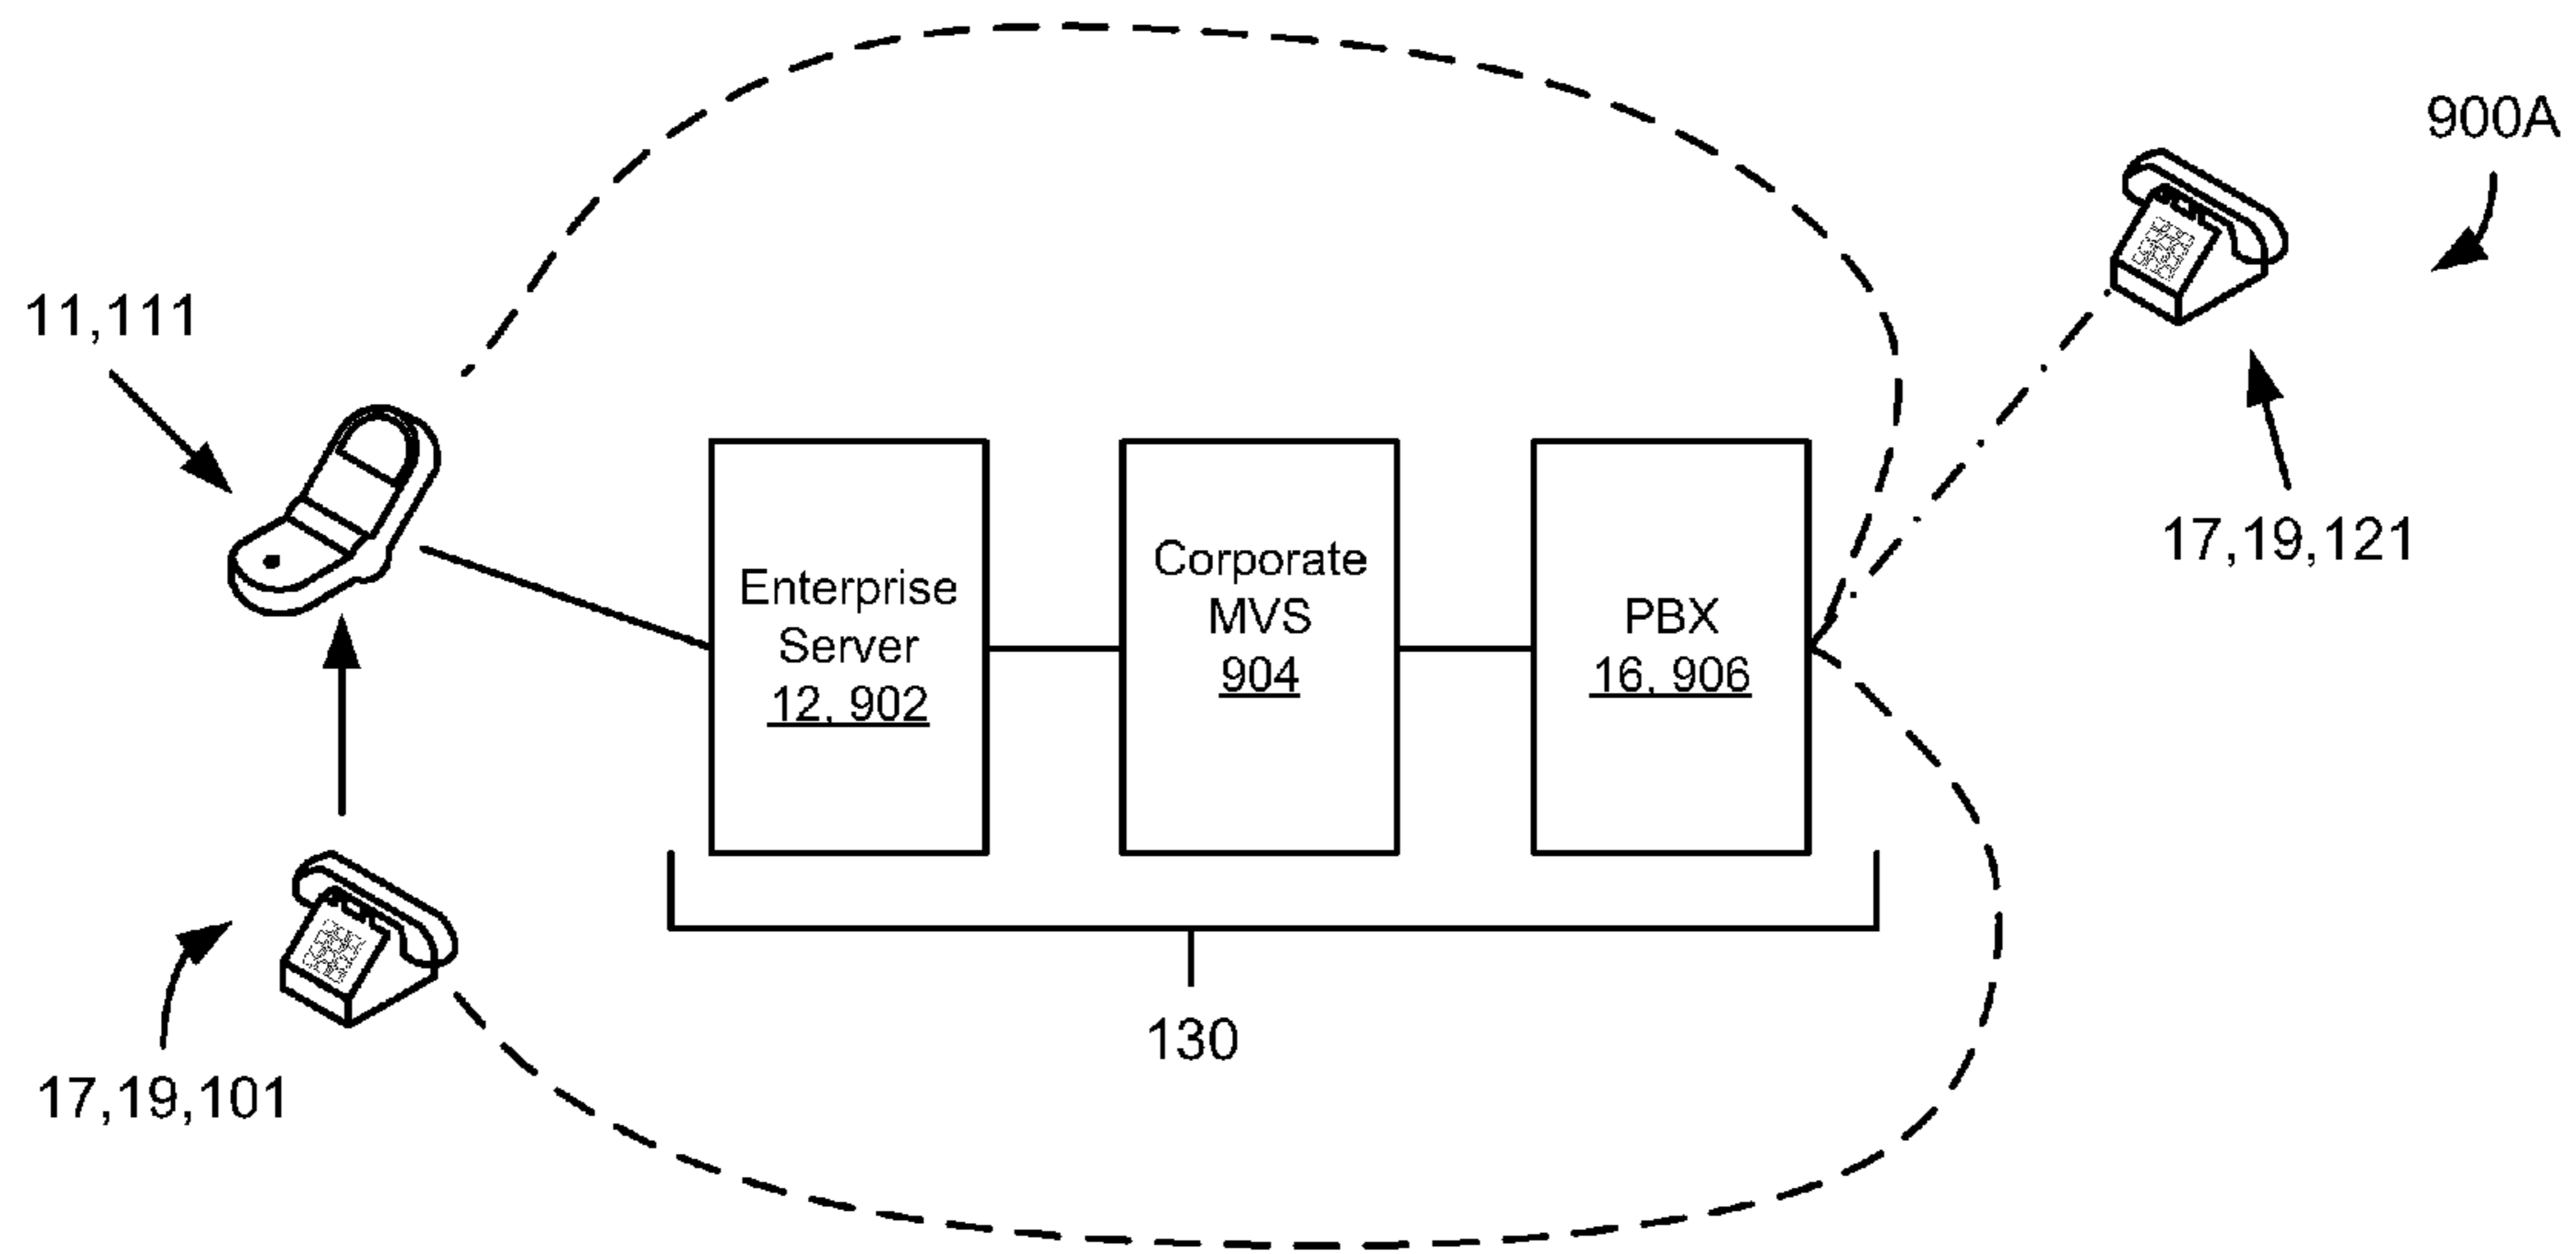 900A
11,111
17,19,121
Enterprise
Server
12, 902
Corporate
MVS
904
PBX
16, 906
130
17,19,101